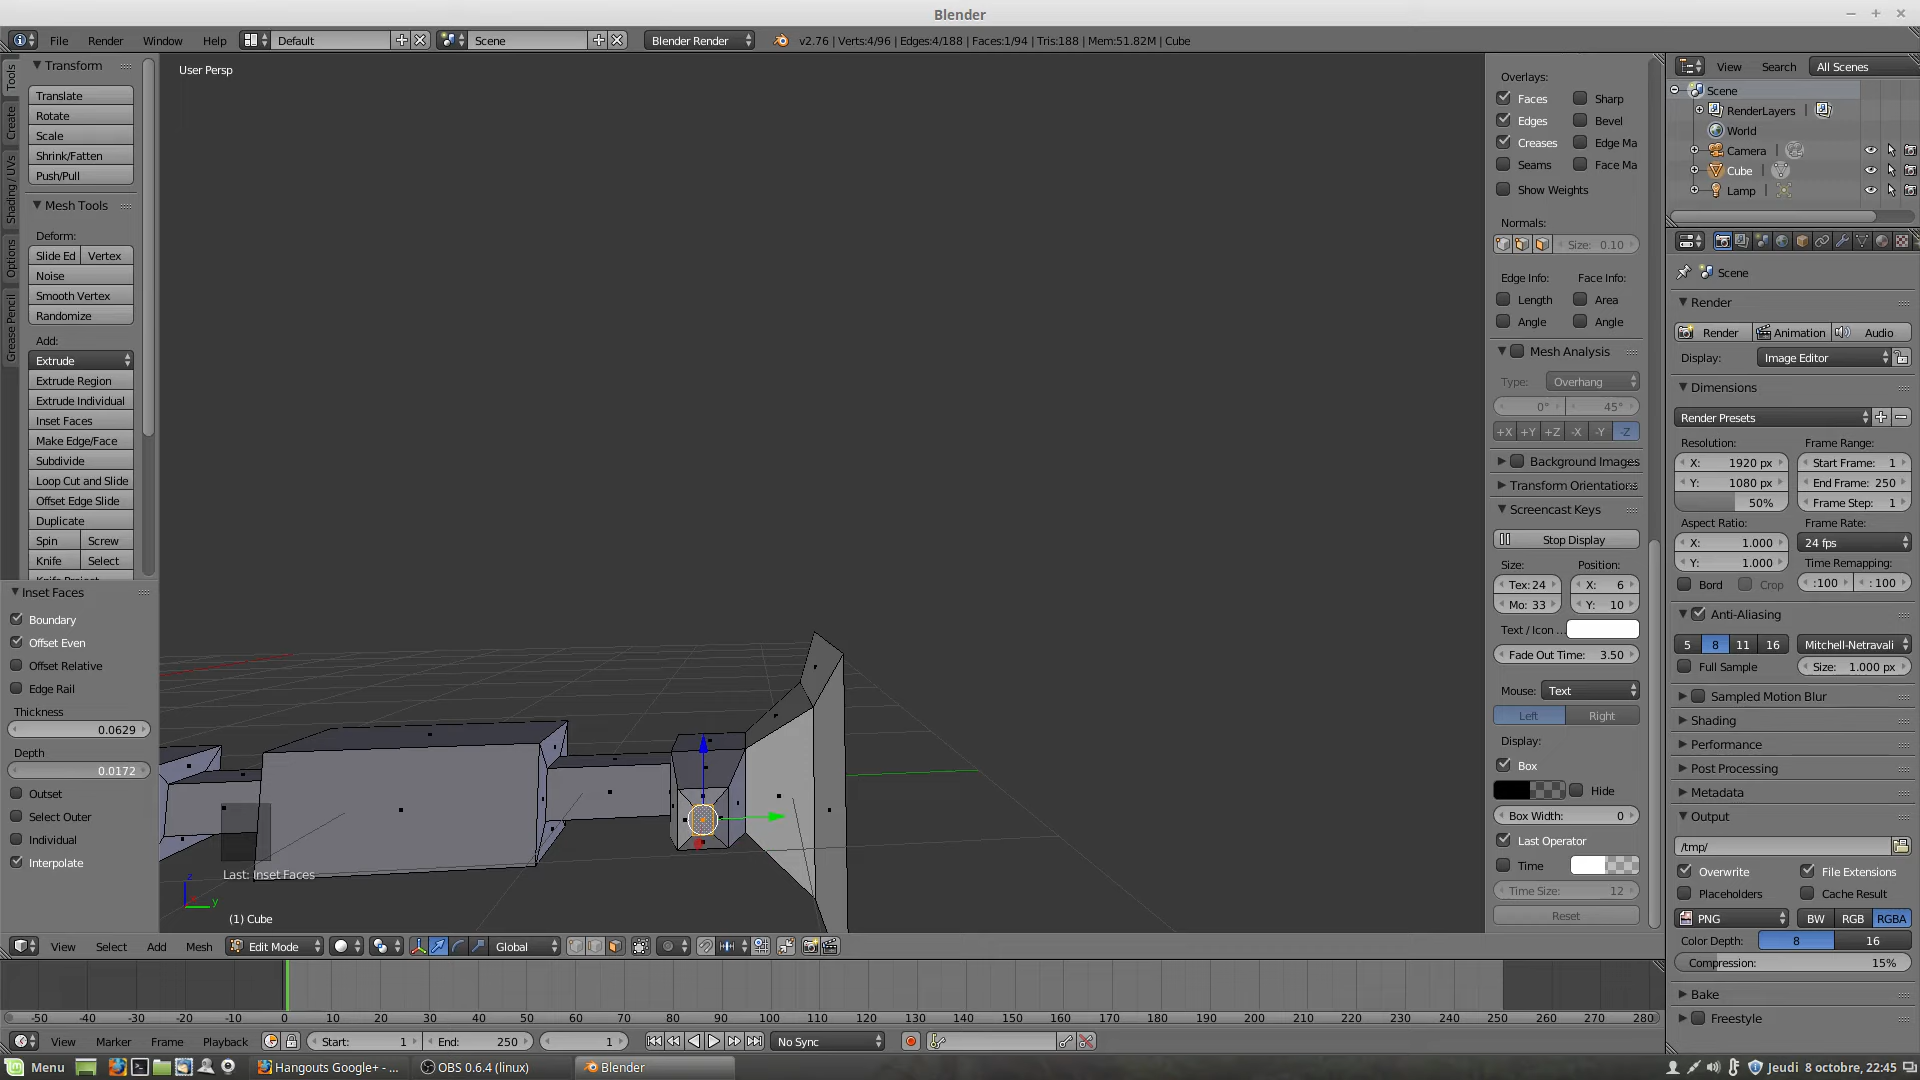 Blender
File Render Window Help Default Scene Blender Render v2.76 | Verts:4/96 | Edges:4/188 | Faces:1/94 | Tris:188 | Mem:51.82M | Cube
Tools
Create
Shading / UVs
Options
Grease Pencil
Transform
Translate
Rotate
Scale
Shrink/Fatten
Push/Pull
Mesh Tools
Deform:
Slide Ed Vertex
Noise
Smooth Vertex
Randomize
Add:
Extrude
Extrude Region
Extrude Individual
Inset Faces
Make Edge/Face
Subdivide
Loop Cut and Slide
Offset Edge Slide
Duplicate
Spin Screw
Knife Select
Knife Project
Inset Faces
Boundary
Offset Even
Offset Relative
Edge Rail
Thickness
0.0629
Depth
0.0172
Outset
Select Outer
Individual
Interpolate
User Persp
Last: Inset Faces
z
y
(1) Cube
Overlays:
Faces Sharp
Edges Bevel
Creases Edge Ma
Seams Face Ma
Show Weights
Normals:
Size: 0.10
Edge Info: Face Info:
Length Area
Angle Angle
Mesh Analysis
Type: Overhang
0° 45°
+X +Y +Z -X -Y -Z
Background Images
Transform Orientations
Screencast Keys
Stop Display
Size: Position:
Tex: 24 X: 6
Mo: 33 Y: 10
Text / Icon ...
Fade Out Time: 3.50
Mouse: Text
Left Right
Display:
Box
Hide
Box Width: 0
Last Operator
Time
Time Size: 12
Reset
View Search All Scenes
Scene
RenderLayers |
World
Camera |
Cube |
Lamp |
Scene
Render
Render Animation Audio
Display: Image Editor
Dimensions
Render Presets
Resolution: Frame Range:
X: 1920 px Start Frame: 1
Y: 1080 px End Frame: 250
50% Frame Step: 1
Aspect Ratio: Frame Rate:
X: 1.000 24 fps
Y: 1.000 Time Remapping:
Bord Crop :100 : 100
Anti-Aliasing
5 8 11 16 Mitchell-Netravali
Full Sample Size: 1.000 px
Sampled Motion Blur
Shading
Performance
Post Processing
Metadata
Output
/tmp/
Overwrite File Extensions
Placeholders Cache Result
PNG BW RGB RGBA
Color Depth: 8 16
Compression: 15%
Bake
Freestyle
View Select Add Mesh Edit Mode Global
-50 -40 -30 -20 -10 0 10 20 30 40 50 60 70 80 90 100 110 120 130 140 150 160 170 180 190 200 210 220 230 240 250 260 270 280
View Marker Frame Playback Start: 1 End: 250 1 No Sync
Menu Hangouts Google+ - ... OBS 0.6.4 (linux) Blender Jeudi 8 octobre, 22:45